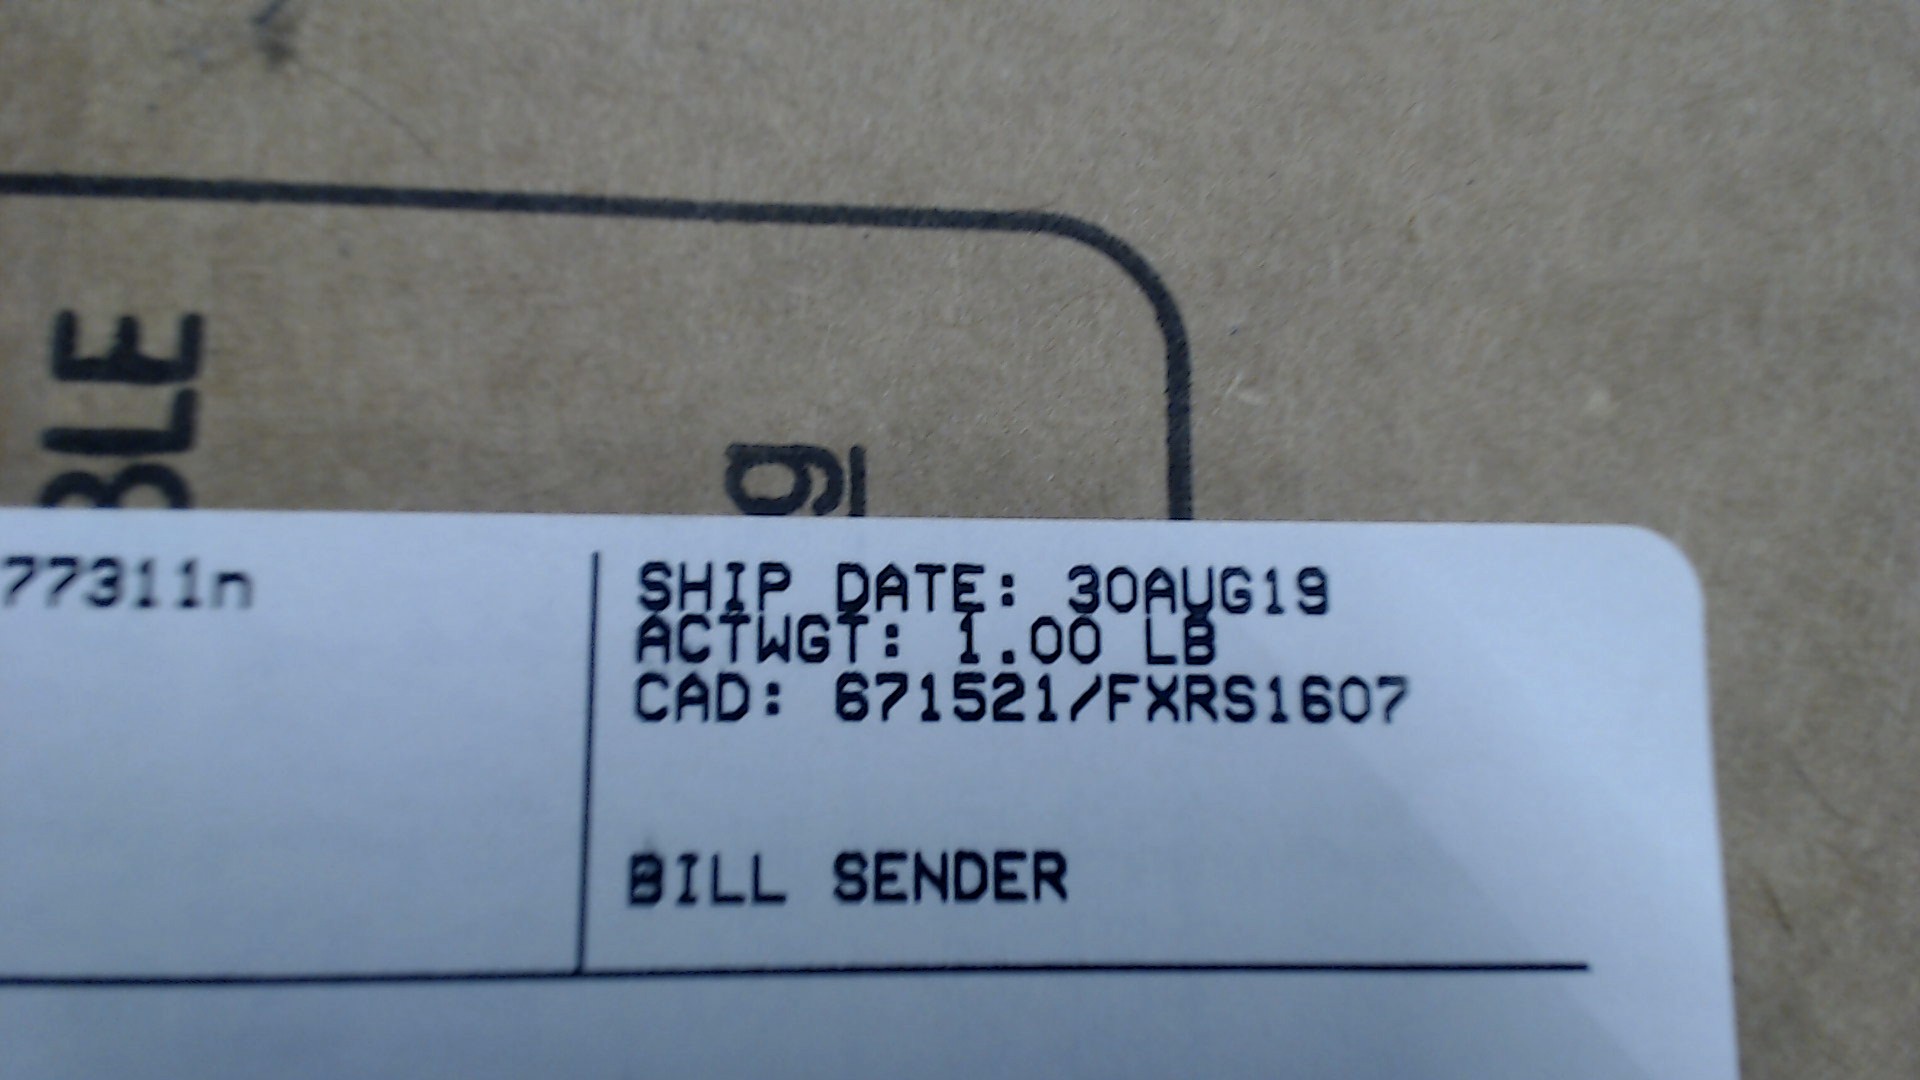 BLE
g
77311n
SHIP DATE: 30AUG19
ACTWGT: 1.00 LB
CAD: 671521/FXRS1607
BILL SENDER